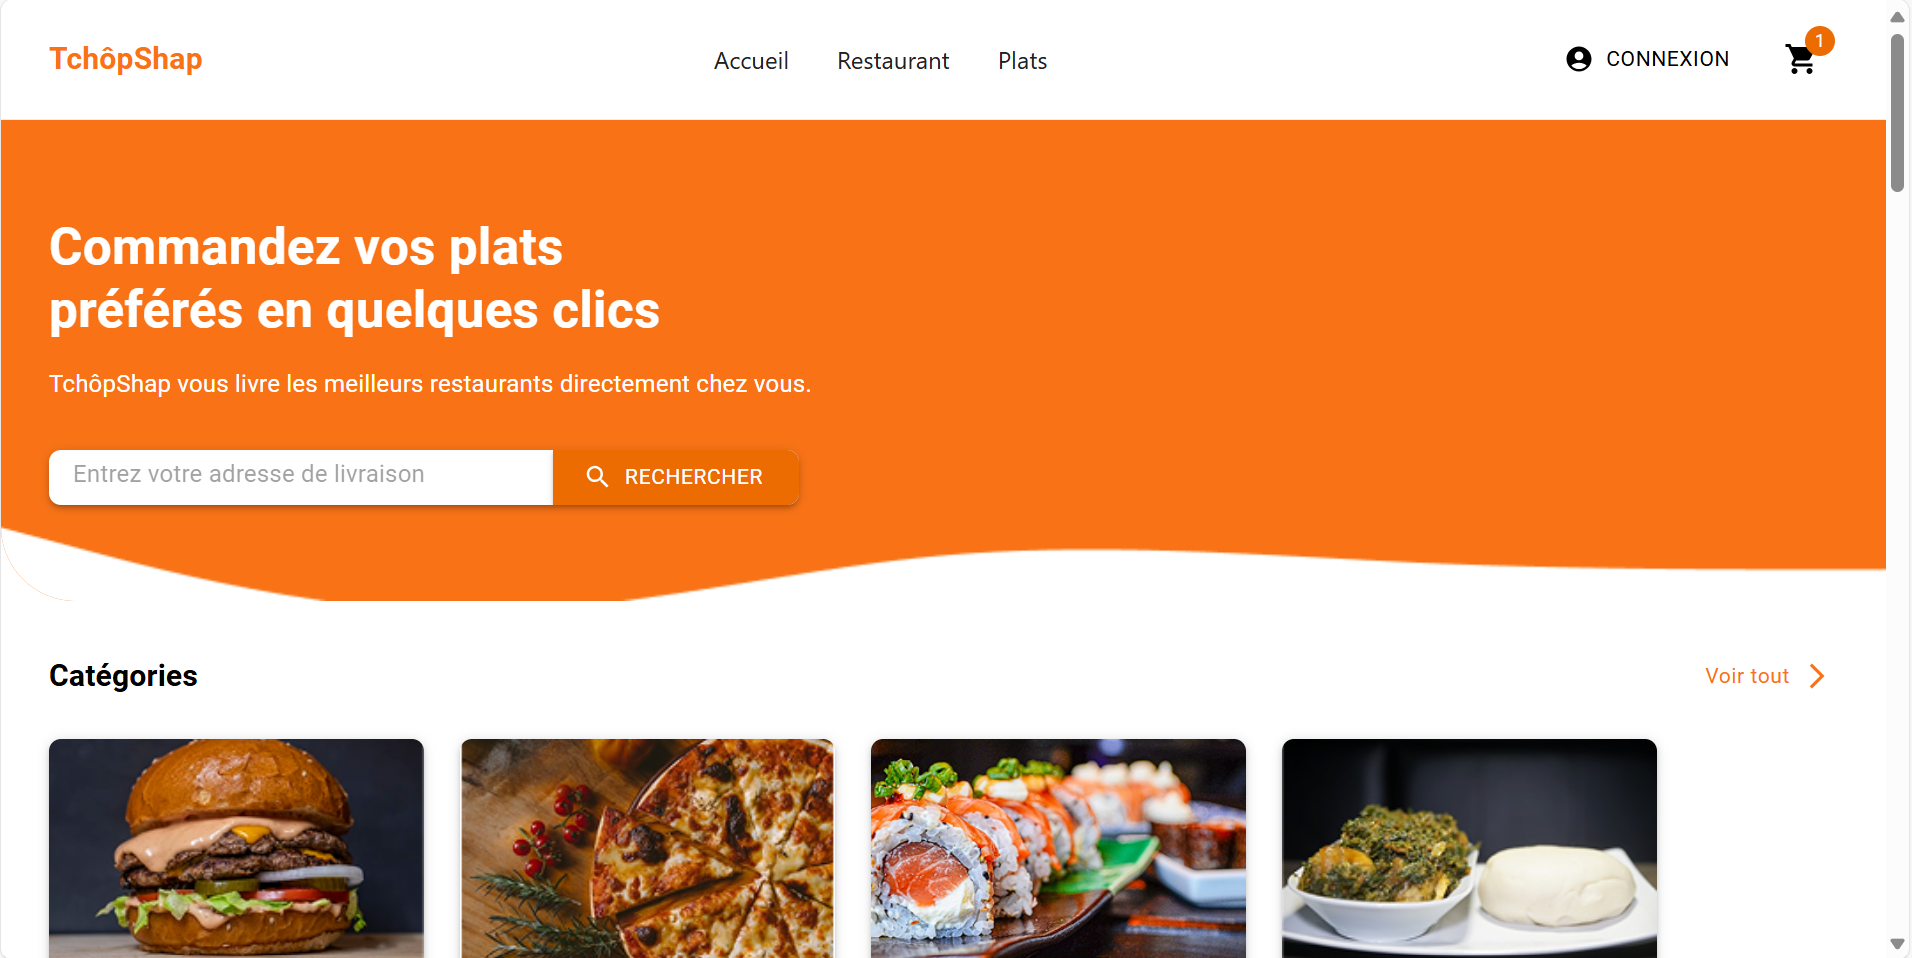 TchôpShap
Accueil
Restaurant
Plats
CONNEXION
1
Commandez vos plats
préférés en quelques clics
TchôpShap vous livre les meilleurs restaurants directement chez vous.
Entrez votre adresse de livraison
RECHERCHER
Catégories
Voir tout